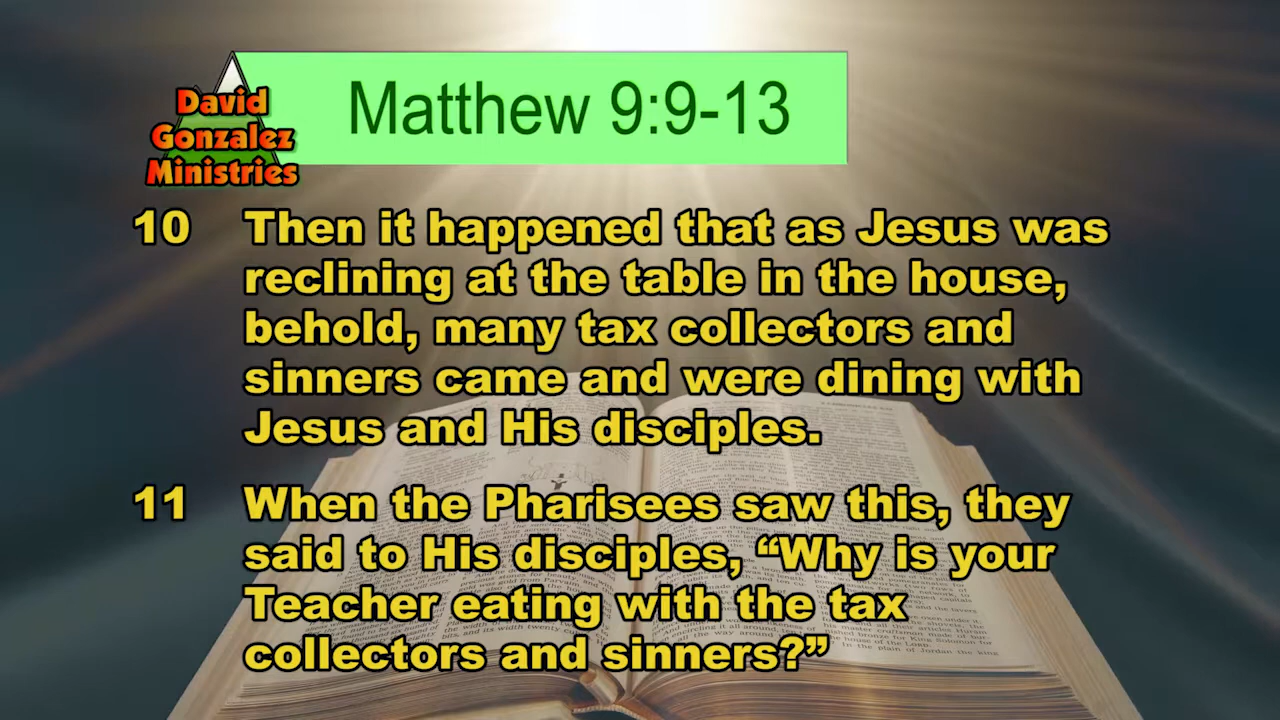 David
Gonzalez
Ministries
Matthew 9:9-13
10 Then it happened that as Jesus was
reclining at the table in the house,
behold, many tax collectors and
sinners came and were dining with
Jesus and His disciples.
11 When the Pharisees saw this, they
said to His disciples, “Why is your
Teacher eating with the tax
collectors and sinners?”